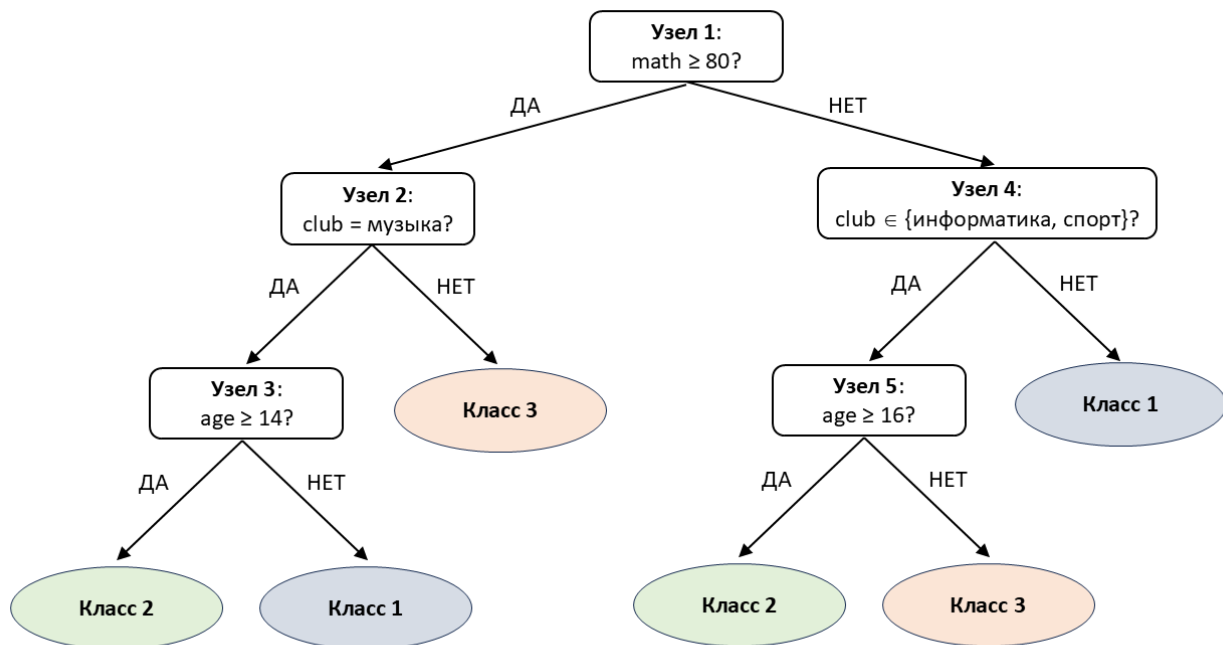 Узел 1:
math ≥ 80?
ДА
НЕТ
Узел 2:
club = музыка?
Узел 4:
club ∈ {информатика, спорт}?
ДА
НЕТ
ДА
НЕТ
Узел 3:
age ≥ 14?
Класс 3
Узел 5:
age ≥ 16?
Класс 1
ДА
НЕТ
ДА
НЕТ
Класс 2
Класс 1
Класс 2
Класс 3